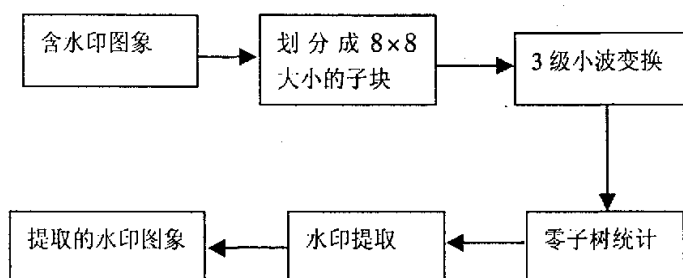 含水印图象
划分成 8×8
大小的子块
3 级小波变换
提取的水印图象
水印提取
零子树统计